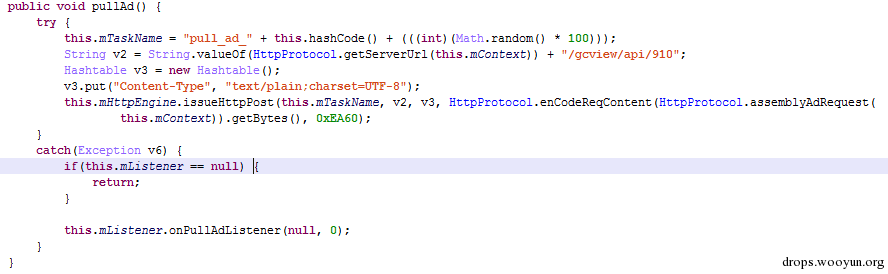 public void pullAd() {
    try {
        this.mTaskName = "pull_ad_" + this.hashCode() + (((int)(Math.random() * 100)));
        String v2 = String.valueOf(HttpProtocol.getServerUrl(this.mContext)) + "/gcview/api/910";
        Hashtable v3 = new Hashtable();
        v3.put("Content-Type", "text/plain;charset=UTF-8");
        this.mHttpEngine.issueHttpPost(this.mTaskName, v2, v3, HttpProtocol.enCodeReqContent(HttpProtocol.assemblyAdRequest(
                this.mContext)).getBytes(), 0xEA60);
    }
    catch(Exception v6) {
        if(this.mListener == null) {
            return;
        }
        this.mListener.onPullAdListener(null, 0);
    }
}
drops.wooyun.org